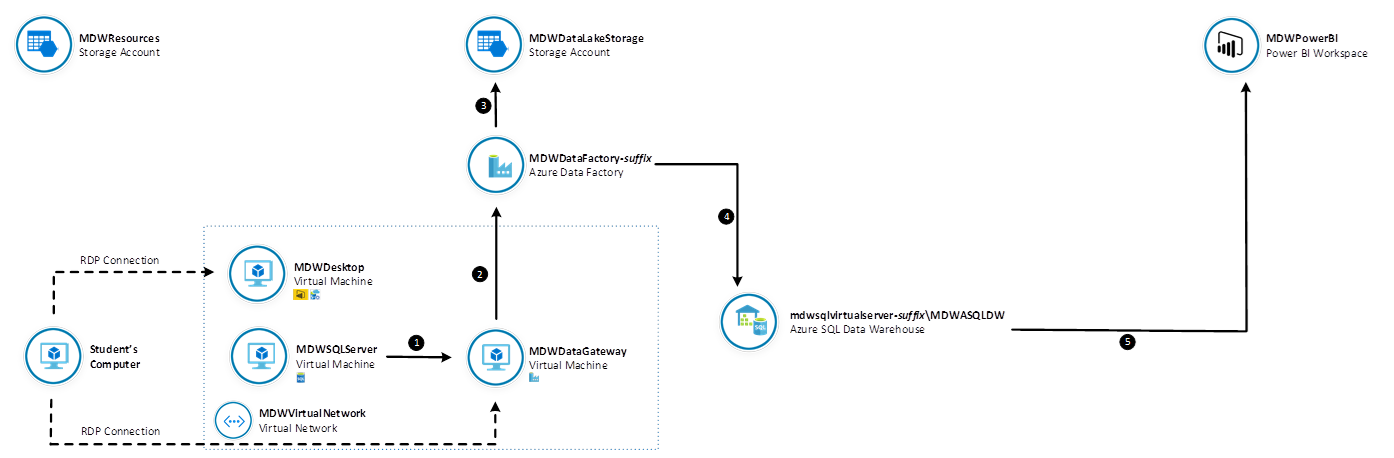 MDWResources
Storage Account
MDWDataLakeStorage
Storage Account
MDWPowerBI
Power BI Workspace
3
MDWDataFactory-suffix
Azure Data Factory
4
RDP Connection
MDWDesktop
Virtual Machine
2
mdwsqlvirtualserver-suffix\MDWASQLDW
Azure SQL Data Warehouse
SQL
5
Student's
Computer
MDWSQLServer
Virtual Machine
SQL
1
MDWDataGateway
Virtual Machine
MDWVirtualNetwork
Virtual Network
RDP Connection